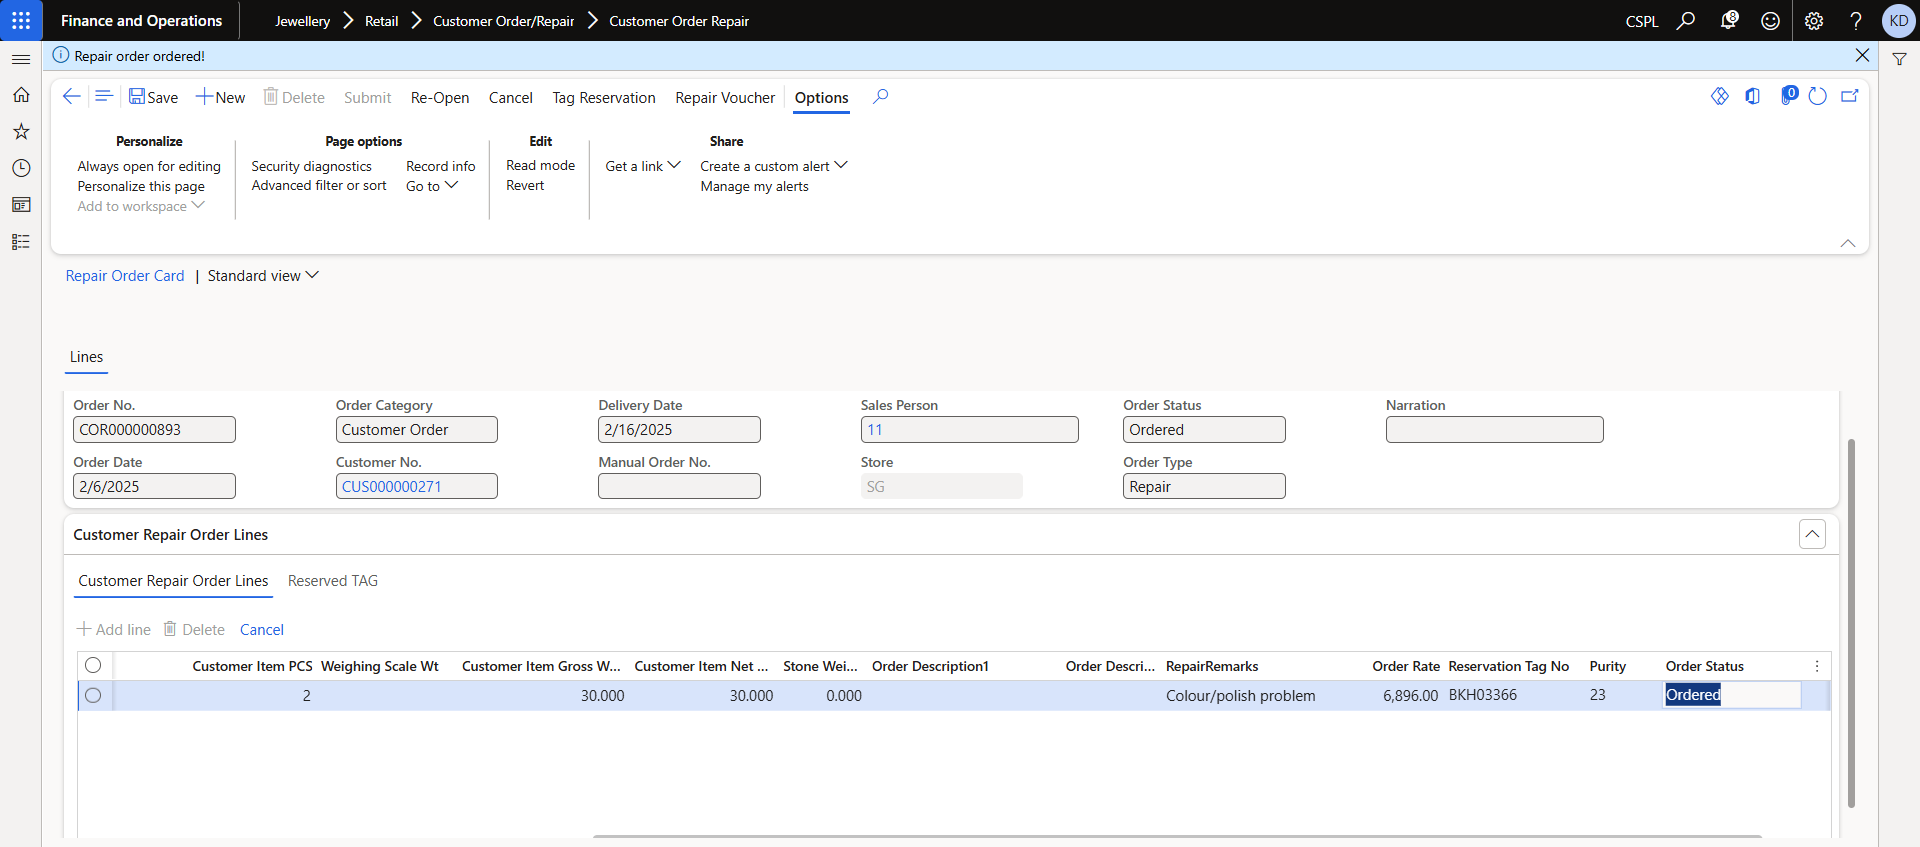 Finance and Operations
Jewellery
Retail
Customer Order/Repair
Customer Order Repair
CSPL
8
?
KD
Repair order ordered!
Save
New
Delete
Submit
Re-Open
Cancel
Tag Reservation
Repair Voucher
Options
0
Personalize
Always open for editing
Personalize this page
Add to workspace
Page options
Security diagnostics
Advanced filter or sort
Record info
Go to
Edit
Read mode
Revert
Get a link
Share
Create a custom alert
Manage my alerts
Repair Order Card | Standard view
Lines
Order No. Order Category Delivery Date Sales Person Order Status Narration
COR000000893 Customer Order 2/16/2025 11 Ordered
Order Date Customer No. Manual Order No. Store Order Type
2/6/2025 CUS000000271 SG Repair
Customer Repair Order Lines
Customer Repair Order Lines Reserved TAG
Add line Delete Cancel
Customer Item PCS Weighing Scale Wt Customer Item Gross W... Customer Item Net ... Stone Wei... Order Description1 Order Descri... RepairRemarks Order Rate Reservation Tag No Purity Order Status
2 30.000 30.000 0.000 Colour/polish problem 6,896.00 BKH03366 23 Ordered